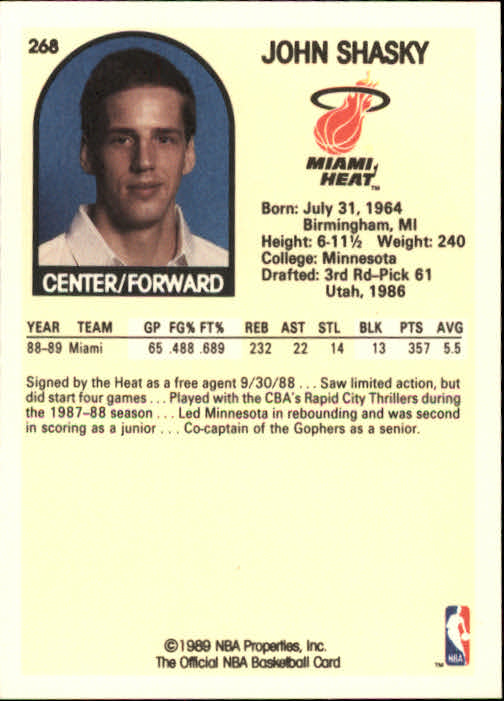 268
JOHN SHASKY
MIAMI
HEAT™
Born: July 31, 1964
Birmingham, MI
Height: 6-11½ Weight: 240
College: Minnesota
Drafted: 3rd Rd–Pick 61
Utah, 1986
CENTER/FORWARD
YEAR TEAM GP FG% FT% REB AST STL BLK PTS AVG
88–89 Miami 65 .488 .689 232 22 14 13 357 5.5
Signed by the Heat as a free agent 9/30/88 . . . Saw limited action, but
did start four games . . . Played with the CBA's Rapid City Thrillers during
the 1987–88 season . . . Led Minnesota in rebounding and was second
in scoring as a junior . . . Co-captain of the Gophers as a senior.
©1989 NBA Properties, Inc.
The Official NBA Basketball Card
™ NBA